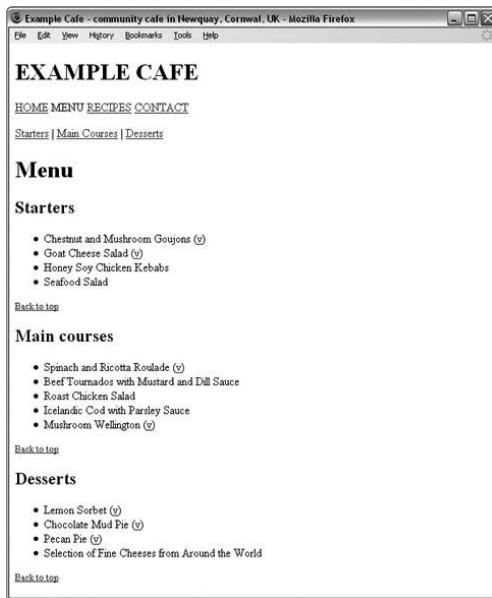 Example Cafe - community cafe in Newquay, Cornwal, UK - Mozilla Firefox
File Edit View History Bookmarks Tools Help
EXAMPLE CAFE
HOME MENU RECIPES CONTACT
Starters | Main Courses | Desserts
Menu
Starters
• Chestnut and Mushroom Goujons (v)
• Goat Cheese Salad (v)
• Honey Soy Chicken Kebabs
• Seafood Salad
Back to top
Main courses
• Spinach and Ricotta Roulade (v)
• Beef Tournados with Mustard and Dill Sauce
• Roast Chicken Salad
• Icelandic Cod with Parsley Sauce
• Mushroom Wellington (v)
Back to top
Desserts
• Lemon Sorbet (v)
• Chocolate Mud Pie (v)
• Pecan Pie (v)
• Selection of Fine Cheeses from Around the World
Back to top